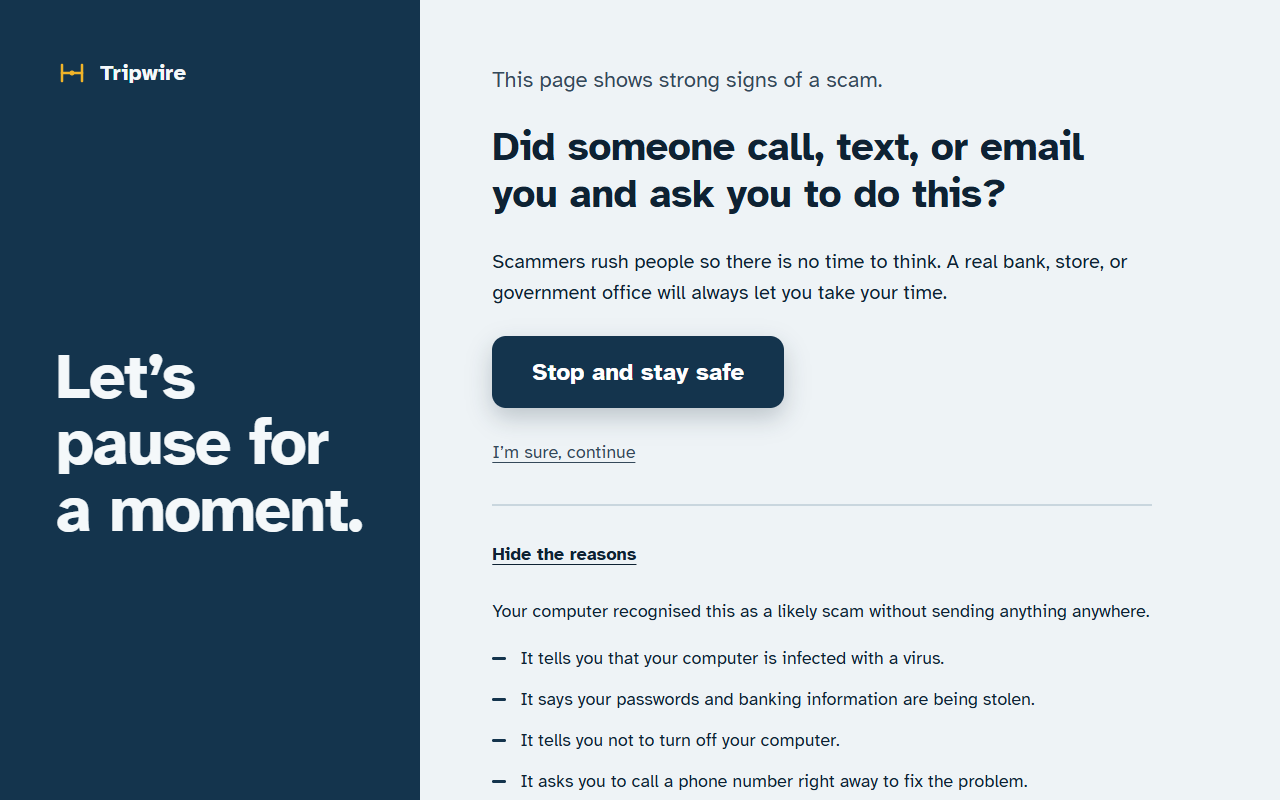 Tripwire
Let’s
pause for
a moment.
This page shows strong signs of a scam.
Did someone call, text, or email
you and ask you to do this?
Scammers rush people so there is no time to think. A real bank, store, or
government office will always let you take your time.
Stop and stay safe
I’m sure, continue
Hide the reasons
Your computer recognised this as a likely scam without sending anything anywhere.
It tells you that your computer is infected with a virus.
It says your passwords and banking information are being stolen.
It tells you not to turn off your computer.
It asks you to call a phone number right away to fix the problem.